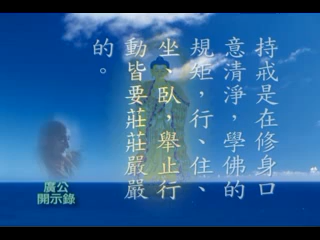 持戒是在修身口
意清淨，學佛的
規矩，行、住、
坐、臥、舉止行
動皆要莊莊嚴嚴
的。
廣公
開示錄